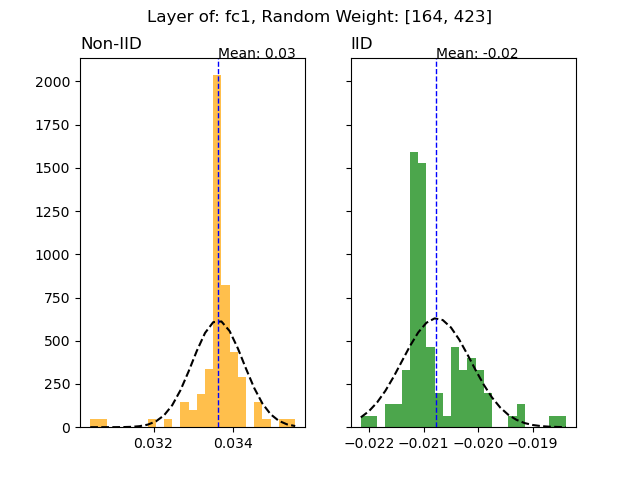 Layer of: fc1, Random Weight: [164, 423]
Non-IID
Mean: 0.03
IID
Mean: -0.02
2000
1750
1500
1250
1000
750
500
250
0
0.032 0.034
−0.022 −0.021 −0.020 −0.019